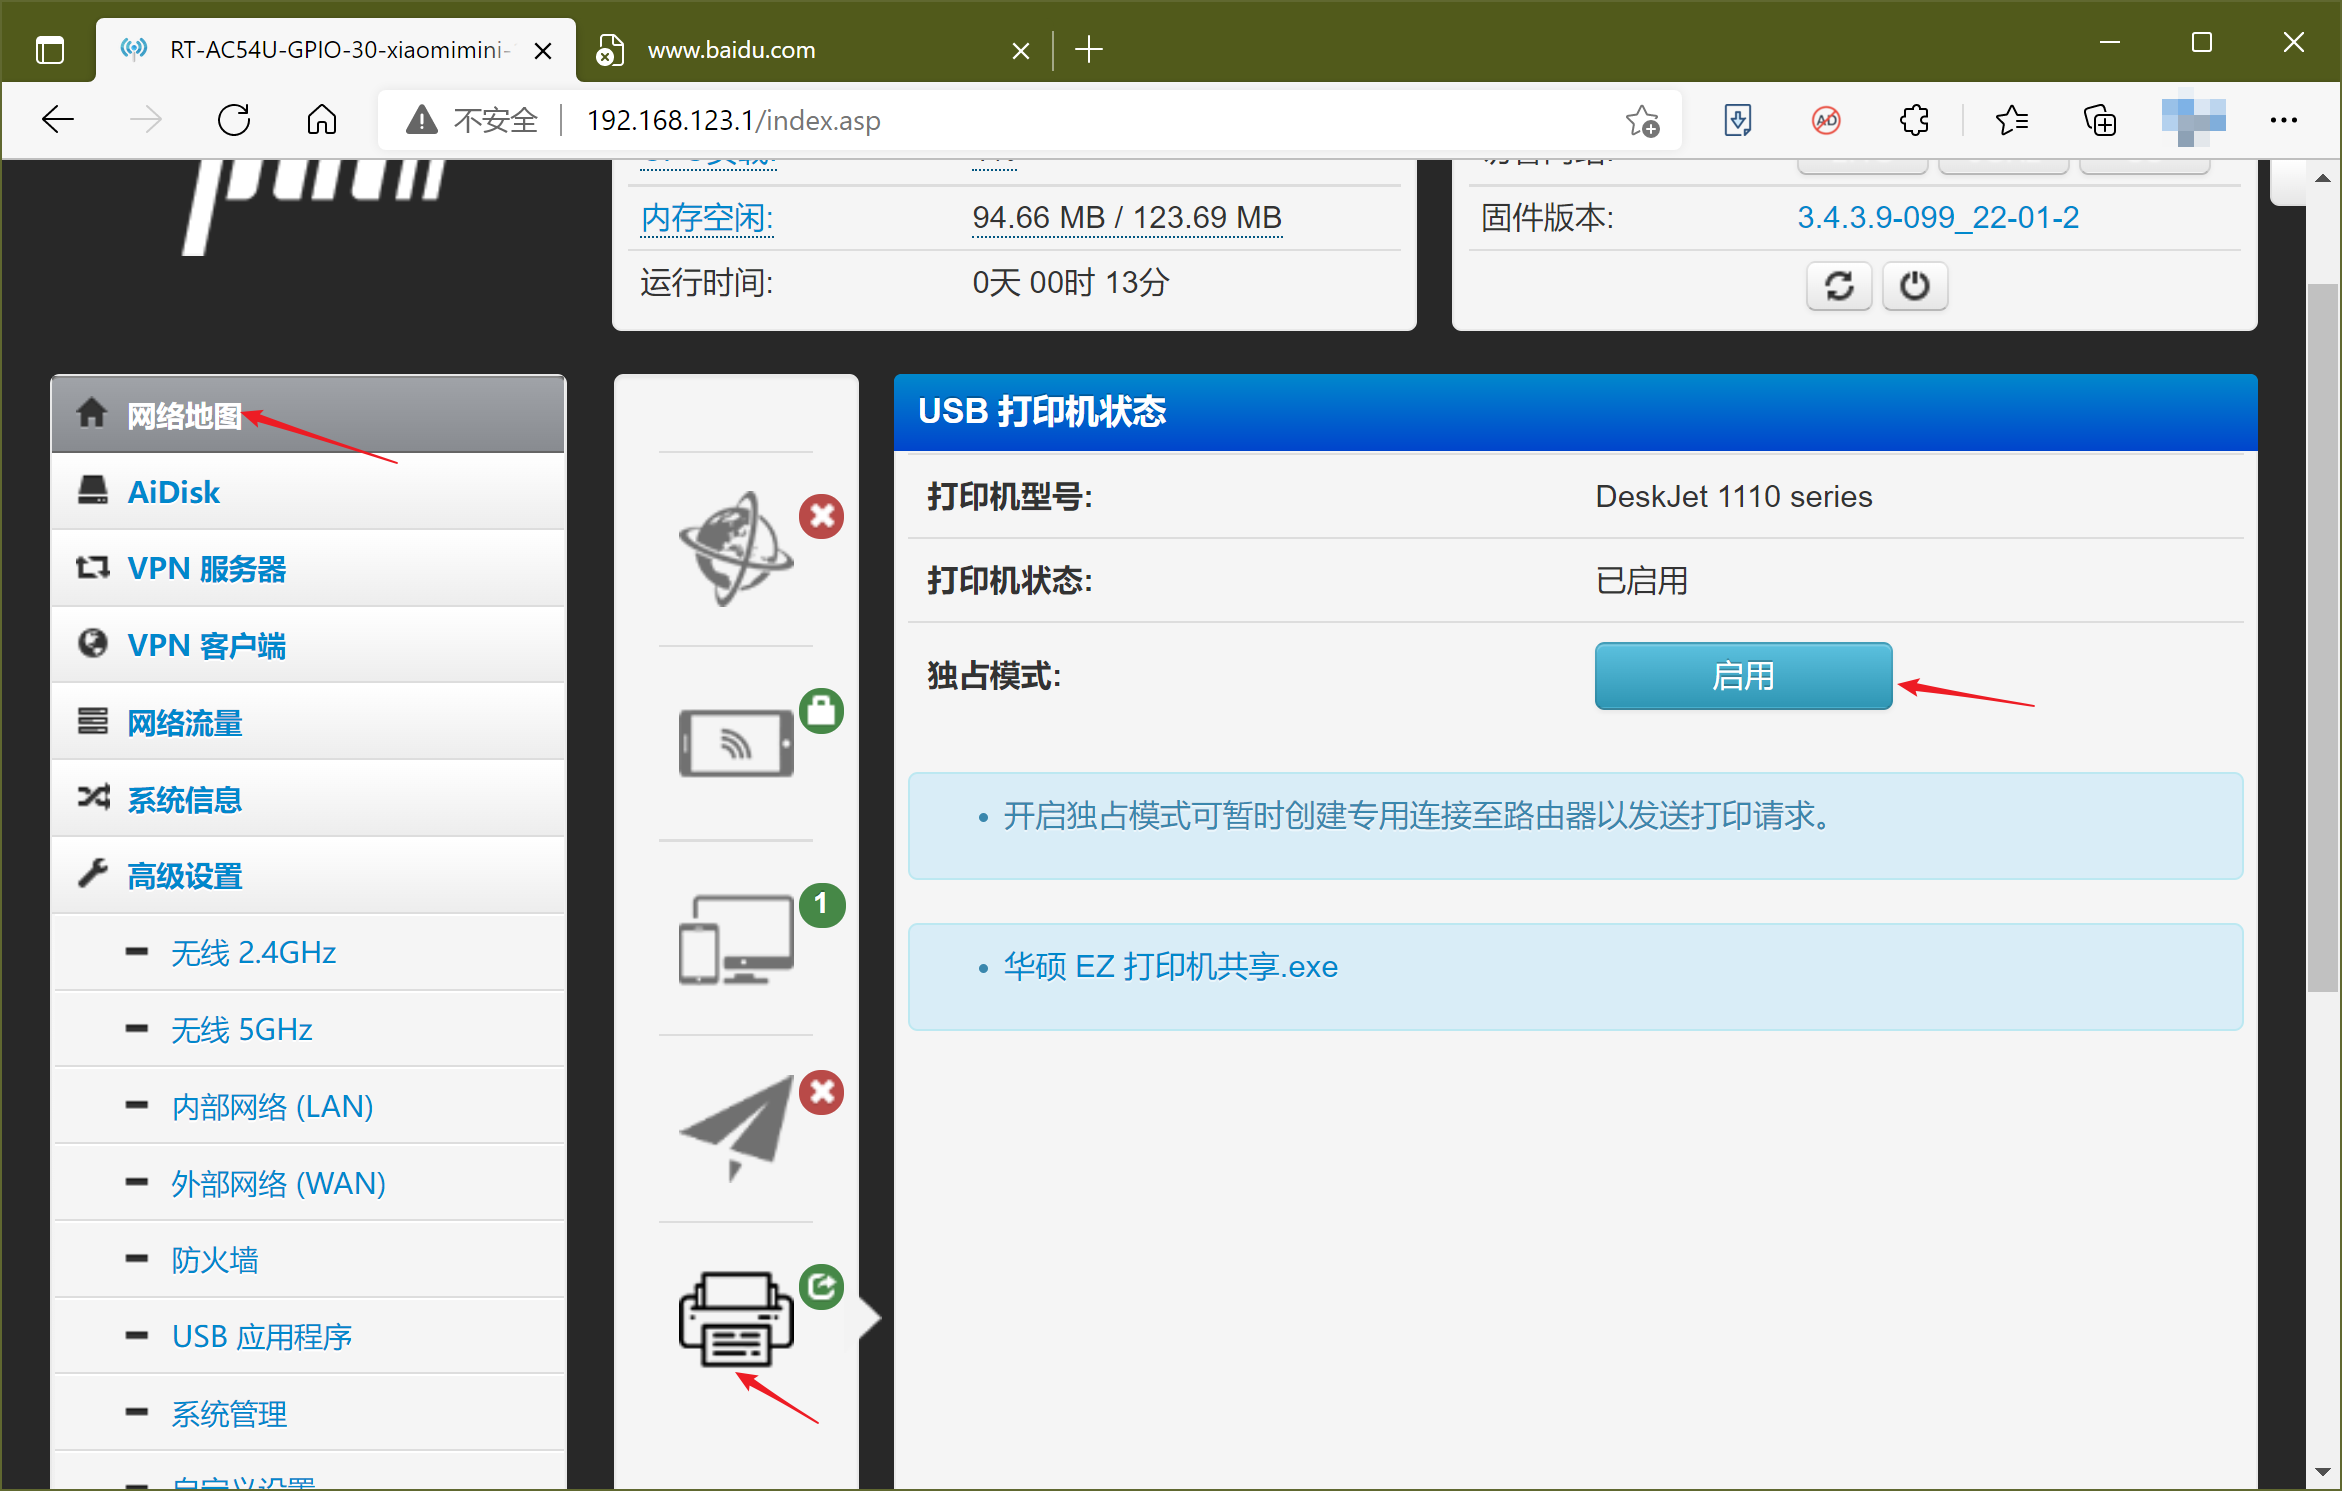 RT-AC54U-GPIO-30-xiaomimini-
www.baidu.com
不安全
192.168.123.1/index.asp
内存空闲:
94.66 MB / 123.69 MB
运行时间:
0天 00时 13分
固件版本:
3.4.3.9-099_22-01-2
网络地图
AiDisk
VPN 服务器
VPN 客户端
网络流量
系统信息
高级设置
无线 2.4GHz
无线 5GHz
内部网络 (LAN)
外部网络 (WAN)
防火墙
USB 应用程序
系统管理
自定义设置
1
USB 打印机状态
打印机型号:
DeskJet 1110 series
打印机状态:
已启用
独占模式:
启用
开启独占模式可暂时创建专用连接至路由器以发送打印请求。
华硕 EZ 打印机共享.exe